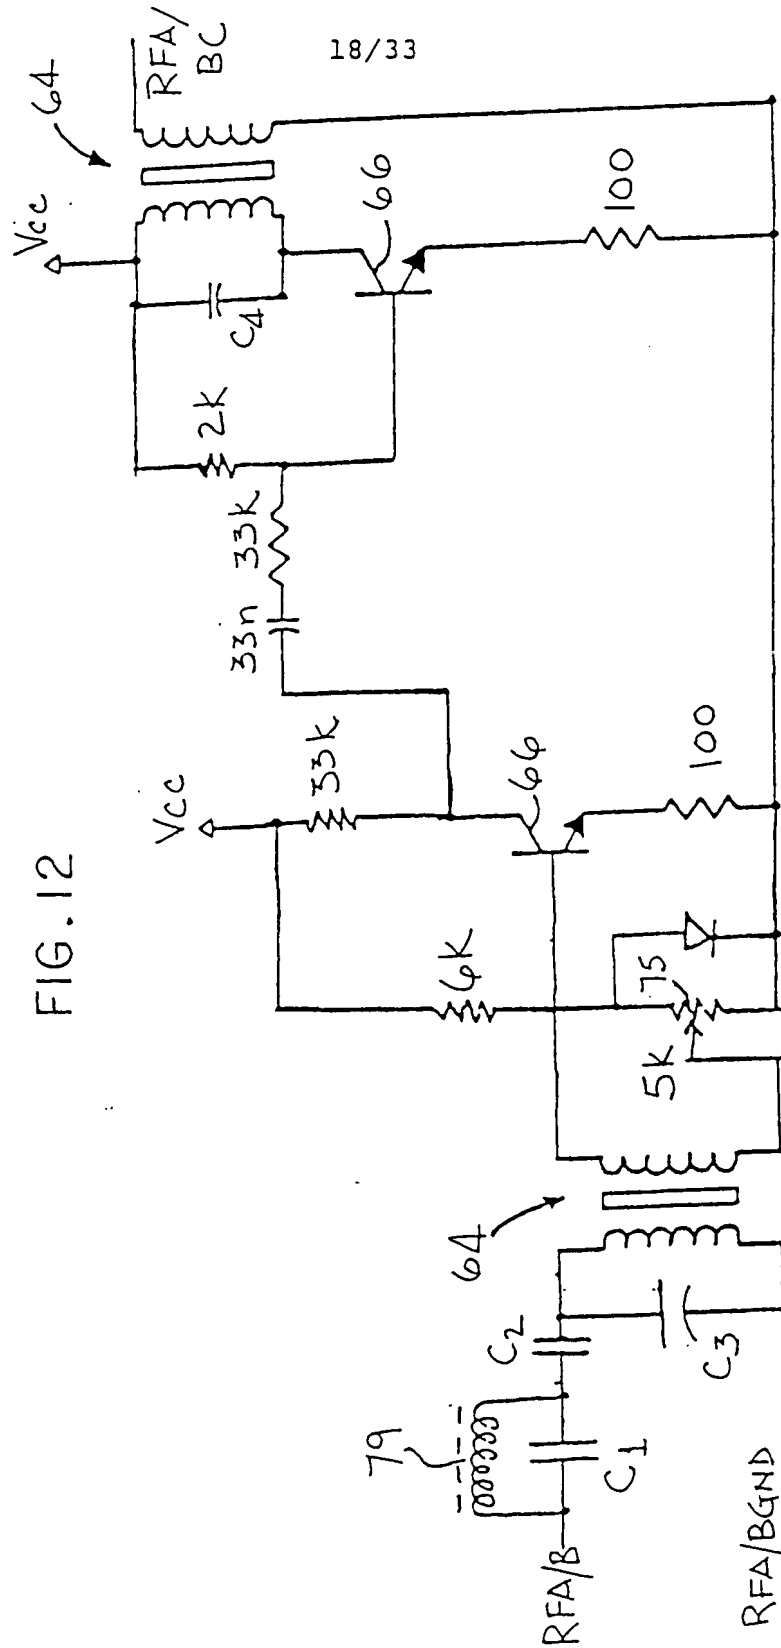 18/33
FIG.12
RFA/B
RFA/BGND
79
C1
C2
C3
64
5K
75
6K
Vcc
33K
66
100
33n
33K
2K
C4
Vcc
64
66
100
RFA/
BC